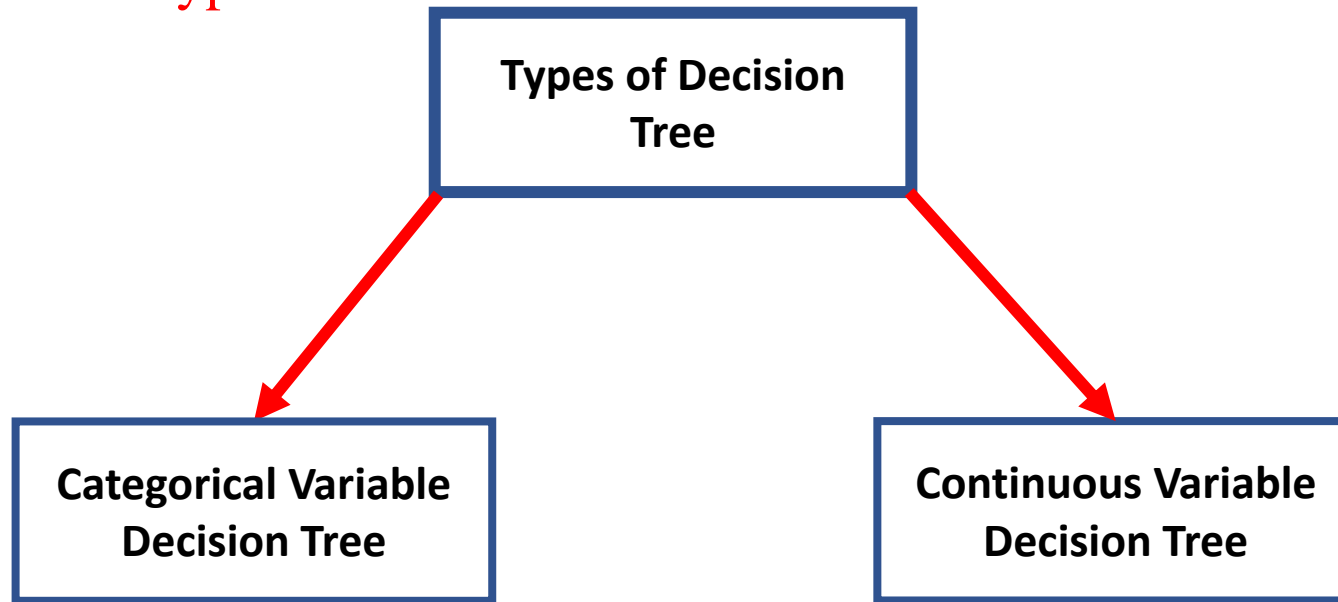 Types of Decision
Tree
Categorical Variable
Decision Tree
Continuous Variable
Decision Tree